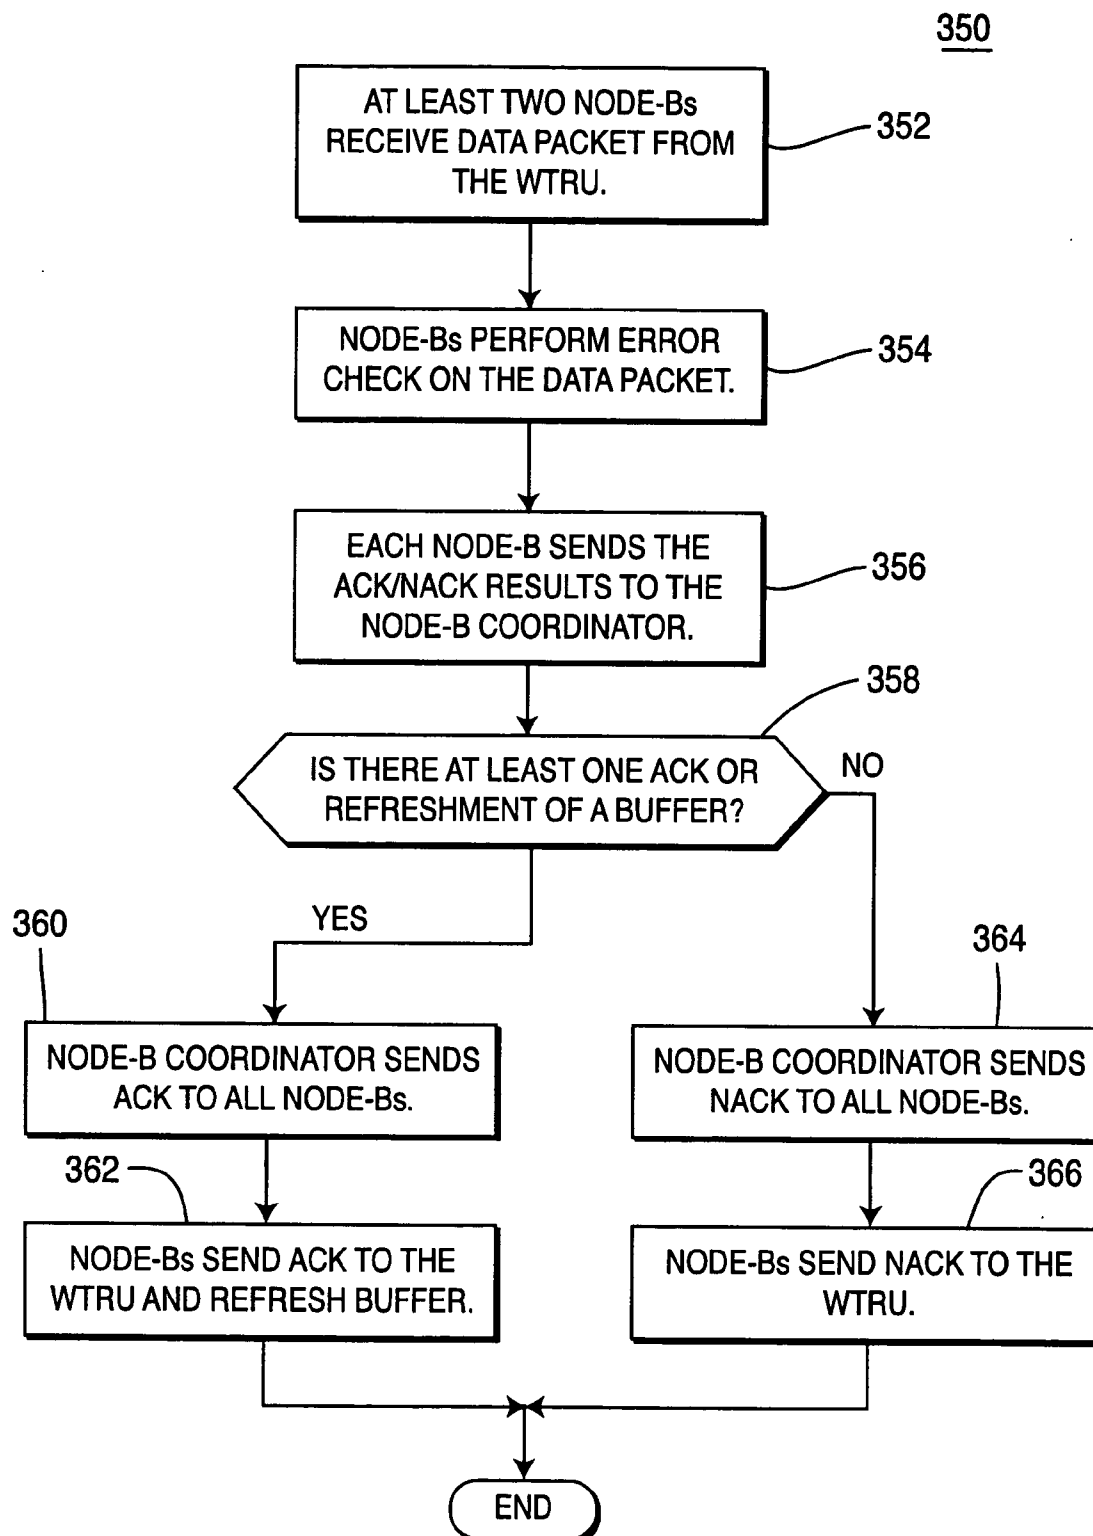 350
AT LEAST TWO NODE-Bs
RECEIVE DATA PACKET FROM
THE WTRU.
352
NODE-Bs PERFORM ERROR
CHECK ON THE DATA PACKET.
354
EACH NODE-B SENDS THE
ACK/NACK RESULTS TO THE
NODE-B COORDINATOR.
356
358
IS THERE AT LEAST ONE ACK OR
REFRESHMENT OF A BUFFER?
NO
YES
360
364
NODE-B COORDINATOR SENDS
ACK TO ALL NODE-Bs.
NODE-B COORDINATOR SENDS
NACK TO ALL NODE-Bs.
362
366
NODE-Bs SEND ACK TO THE
WTRU AND REFRESH BUFFER.
NODE-Bs SEND NACK TO THE
WTRU.
END